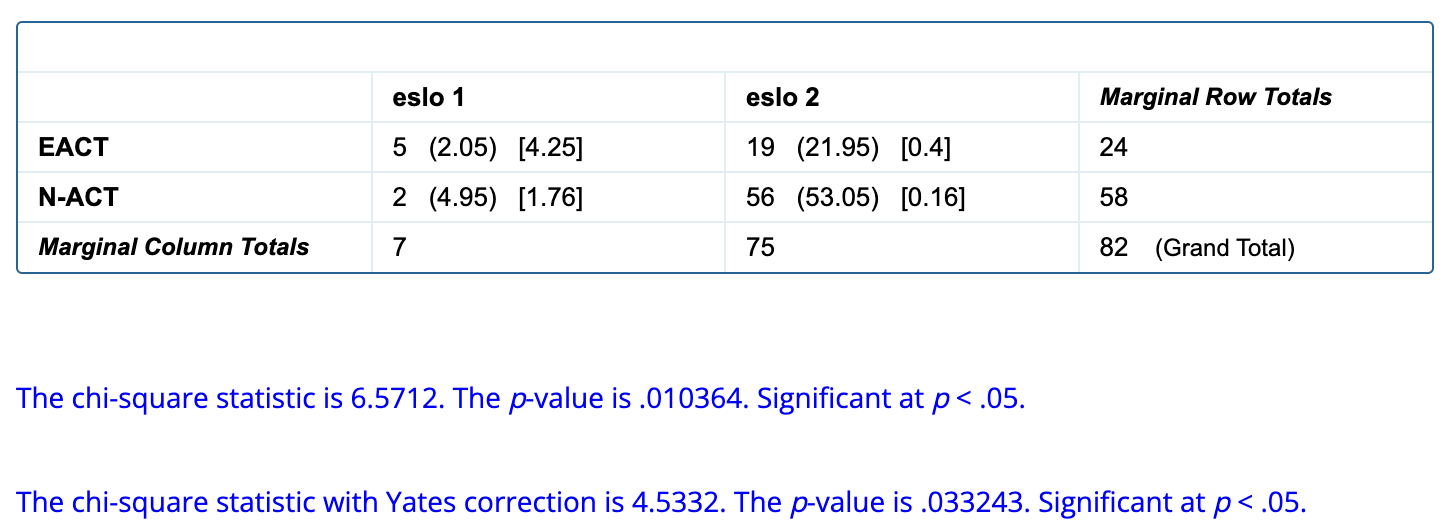 eslo 1 eslo 2 Marginal Row Totals
EACT 5 (2.05) [4.25] 19 (21.95) [0.4] 24
N-ACT 2 (4.95) [1.76] 56 (53.05) [0.16] 58
Marginal Column Totals 7 75 82 (Grand Total)
The chi-square statistic is 6.5712. The p-value is .010364. Significant at p < .05.
The chi-square statistic with Yates correction is 4.5332. The p-value is .033243. Significant at p < .05.